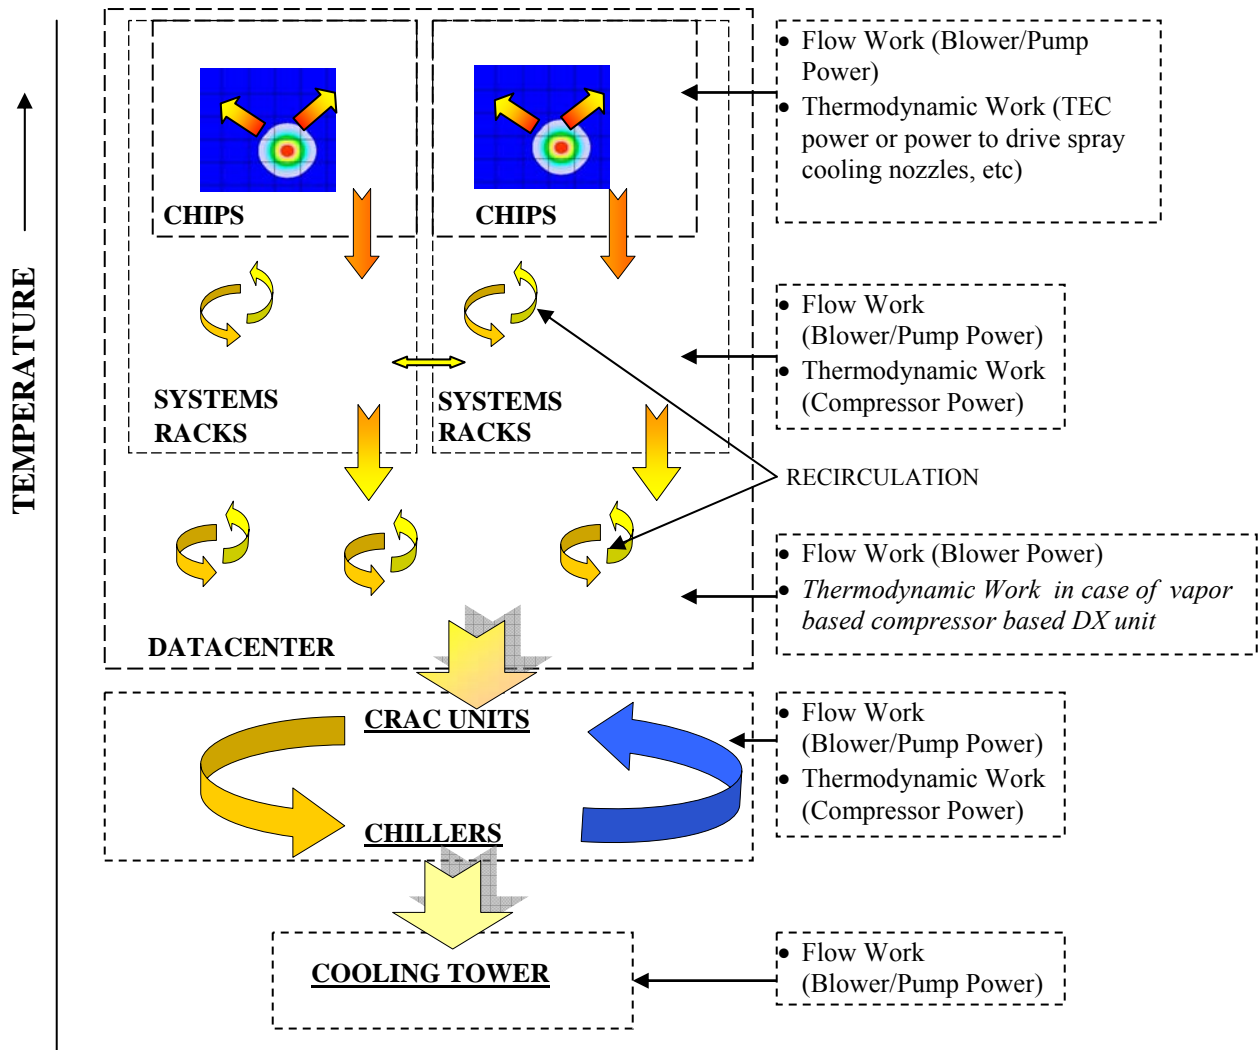 TEMPERATURE
CHIPS
CHIPS
SYSTEMS
RACKS
SYSTEMS
RACKS
DATACENTER
CRAC UNITS
CHILLERS
COOLING TOWER
• Flow Work (Blower/Pump
Power)
• Thermodynamic Work (TEC
power or power to drive spray
cooling nozzles, etc)
• Flow Work
(Blower/Pump Power)
• Thermodynamic Work
(Compressor Power)
RECIRCULATION
• Flow Work (Blower Power)
• Thermodynamic Work in case of vapor
based compressor based DX unit
• Flow Work
(Blower/Pump Power)
• Thermodynamic Work
(Compressor Power)
• Flow Work
(Blower/Pump Power)